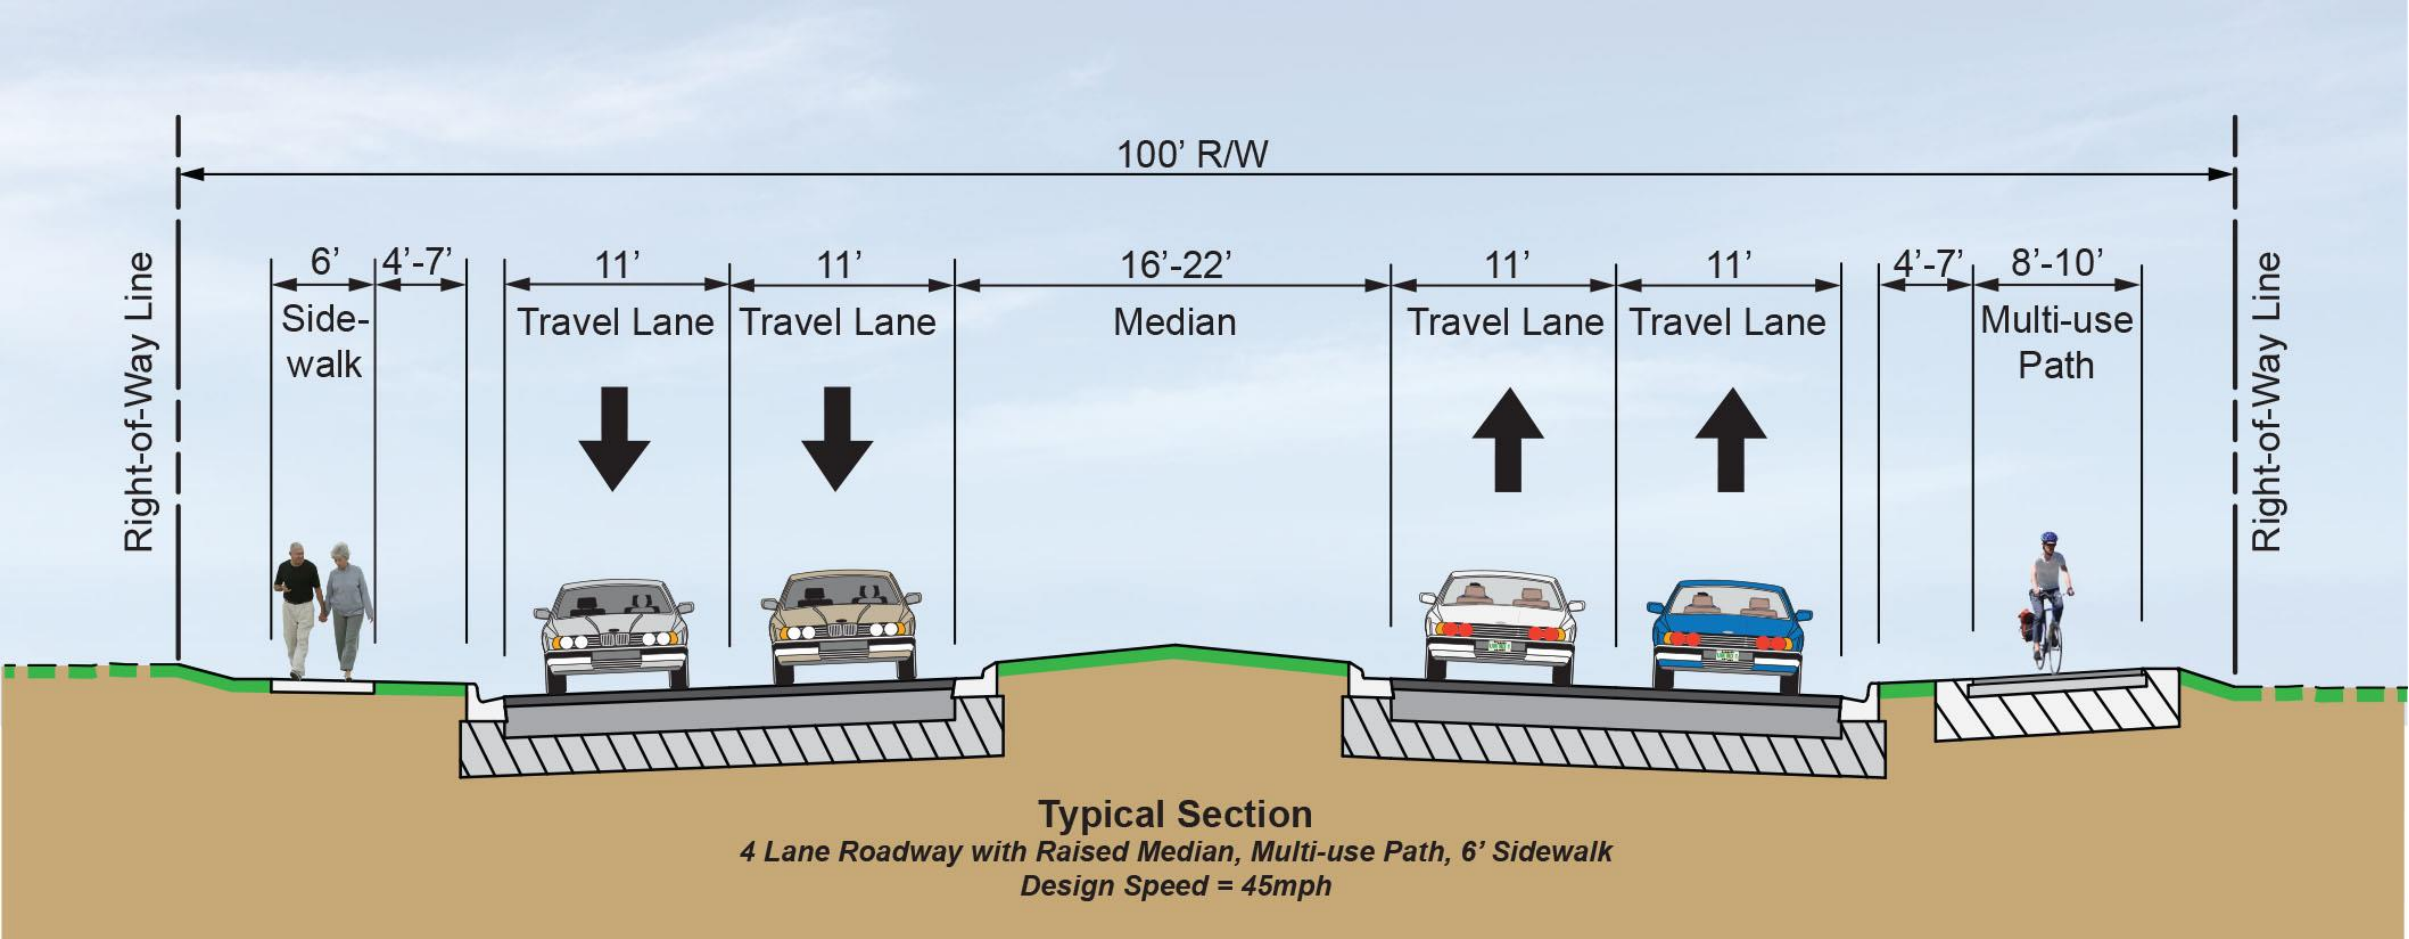 100’ R/W
Right-of-Way Line
6’
4’-7’
11’
11’
16’-22’
11’
11’
4’-7’
8’-10’
Side-
walk
Travel Lane
Travel Lane
Median
Travel Lane
Travel Lane
Multi-use
Path
Right-of-Way Line
Typical Section
4 Lane Roadway with Raised Median, Multi-use Path, 6’ Sidewalk
Design Speed = 45mph